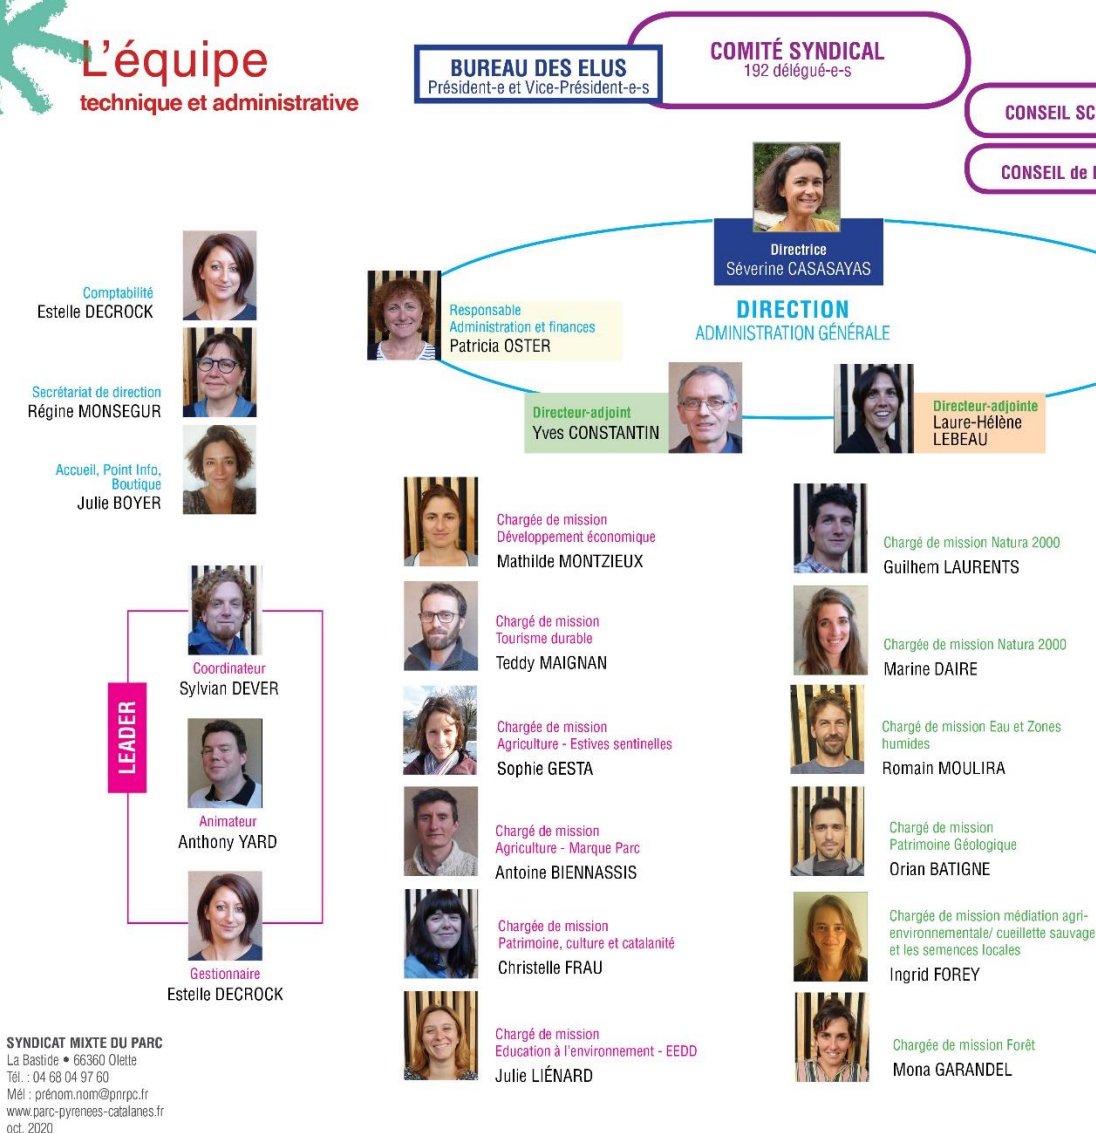 L'équipe
technique et administrative
BUREAU DES ELUS
Président-e et Vice-Président-e-s
COMITÉ SYNDICAL
192 délégué-e-s
CONSEIL SC
CONSEIL de
Directrice
Séverine CASASAYAS
DIRECTION
ADMINISTRATION GÉNÉRALE
Responsable
Administration et finances
Patricia OSTER
Directeur-adjoint
Yves CONSTANTIN
Directeur-adjointe
Laure-Hélène
LEBEAU
Comptabilité
Estelle DECROCK
Secrétariat de direction
Régine MONSEGUR
Accueil, Point Info,
Boutique
Julie BOYER
LEADER
Coordinateur
Sylvian DEVER
Animateur
Anthony YARD
Gestionnaire
Estelle DECROCK
Chargée de mission
Développement économique
Mathilde MONTZIEUX
Chargé de mission
Tourisme durable
Teddy MAIGNAN
Chargée de mission
Agriculture - Estives sentinelles
Sophie GESTA
Chargé de mission
Agriculture - Marque Parc
Antoine BIENNASSIS
Chargée de mission
Patrimoine, culture et catalanité
Christelle FRAU
Chargé de mission
Education à l'environnement - EEDD
Julie LIÉNARD
Chargé de mission Natura 2000
Guilhem LAURENTS
Chargée de mission Natura 2000
Marine DAIRE
Chargé de mission Eau et Zones
humides
Romain MOULIRA
Chargé de mission
Patrimoine Géologique
Orian BATIGNE
Chargée de mission médiation agri-
environnementale/ cueillette sauvage
et les semences locales
Ingrid FOREY
Chargée de mission Forêt
Mona GARANDEL
SYNDICAT MIXTE DU PARC
La Bastide • 66360 Olette
Tél. : 04 68 04 97 60
Mél : prénom.nom@pnrpc.fr
www.parc-pyrenees-catalanes.fr
oct. 2020